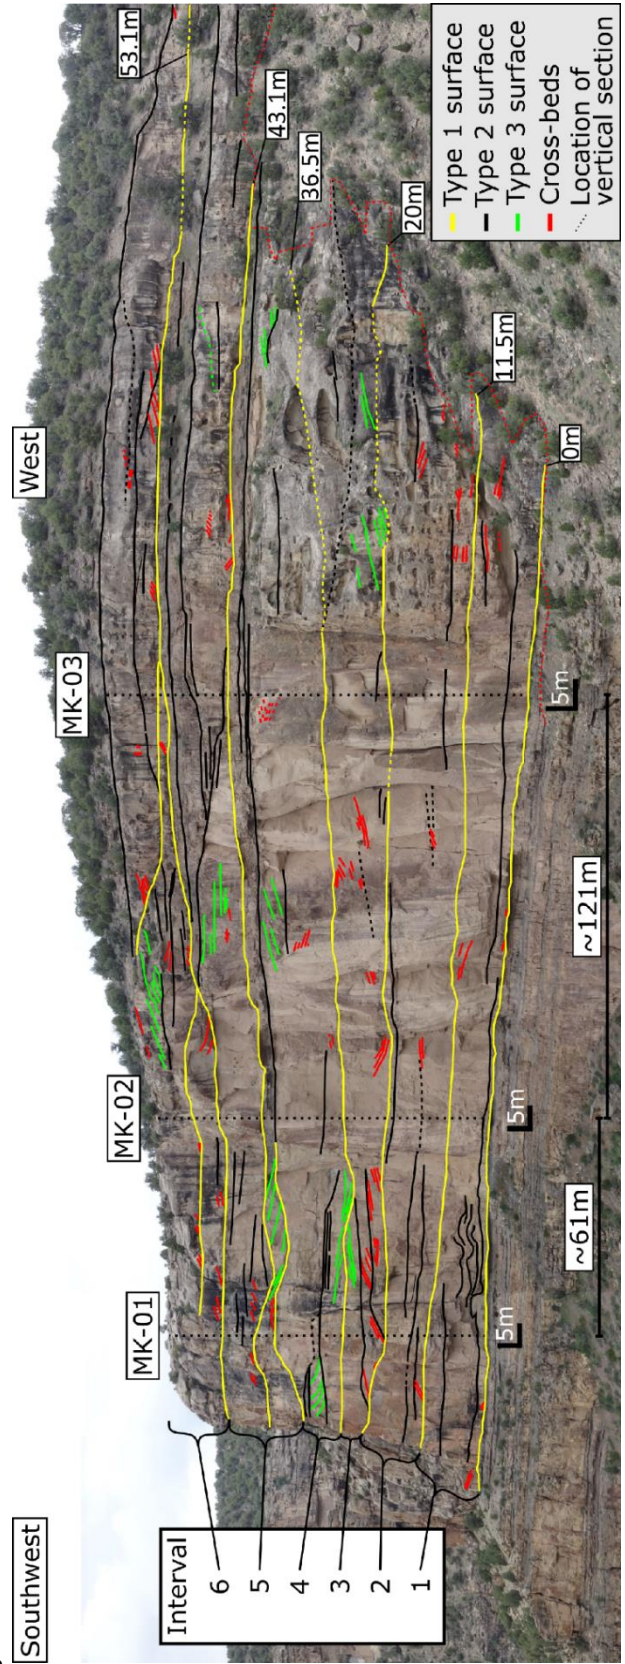 Southwest
West
MK-01
MK-02
MK-03
53.1m
43.1m
36.5m
20m
11.5m
0m
Interval
6
5
4
3
2
1
5m
5m
5m
~61m
~121m
Type 1 surface
Type 2 surface
Type 3 surface
Cross-beds
Location of
vertical section